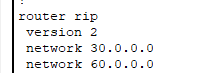 !
router rip
 version 2
 network 30.0.0.0
 network 60.0.0.0